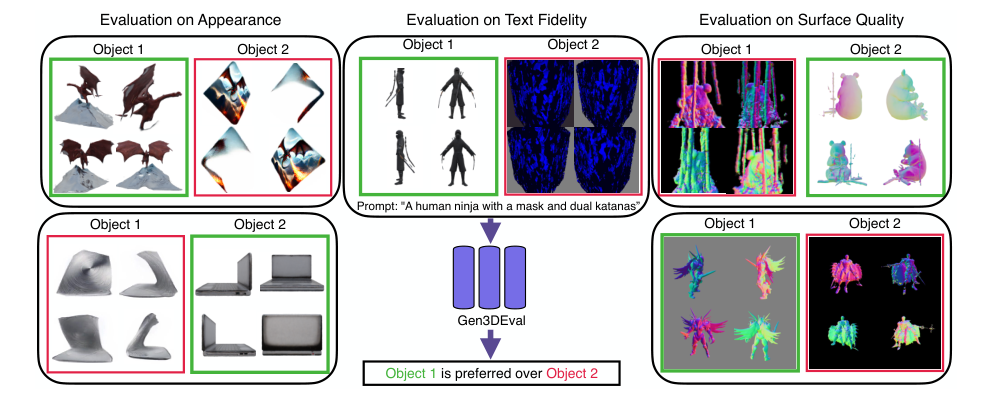 Evaluation on Appearance
Object 1
Object 2
Object 1
Object 2
Evaluation on Text Fidelity
Object 1
Object 2
Prompt: "A human ninja with a mask and dual katanas”
Gen3DEval
Object 1 is preferred over Object 2
Evaluation on Surface Quality
Object 1
Object 2
Object 1
Object 2